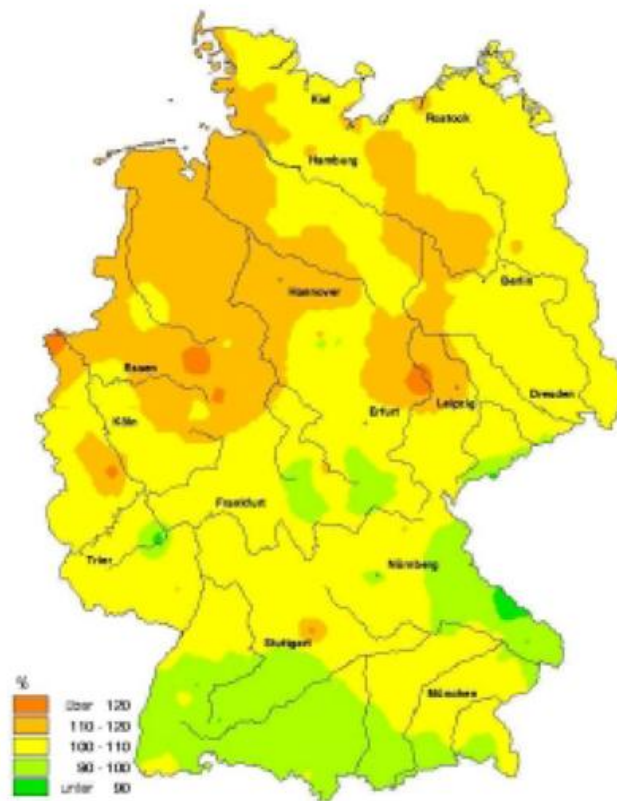 Kiel
Rostock
Hamburg
Berlin
Hannover
Essen
Dresden
Leipzig
Erfurt
Köln
Frankfurt
Trier
Nürnberg
Stuttgart
München
%
über 120
110 - 120
100 - 110
90 - 100
unter 90